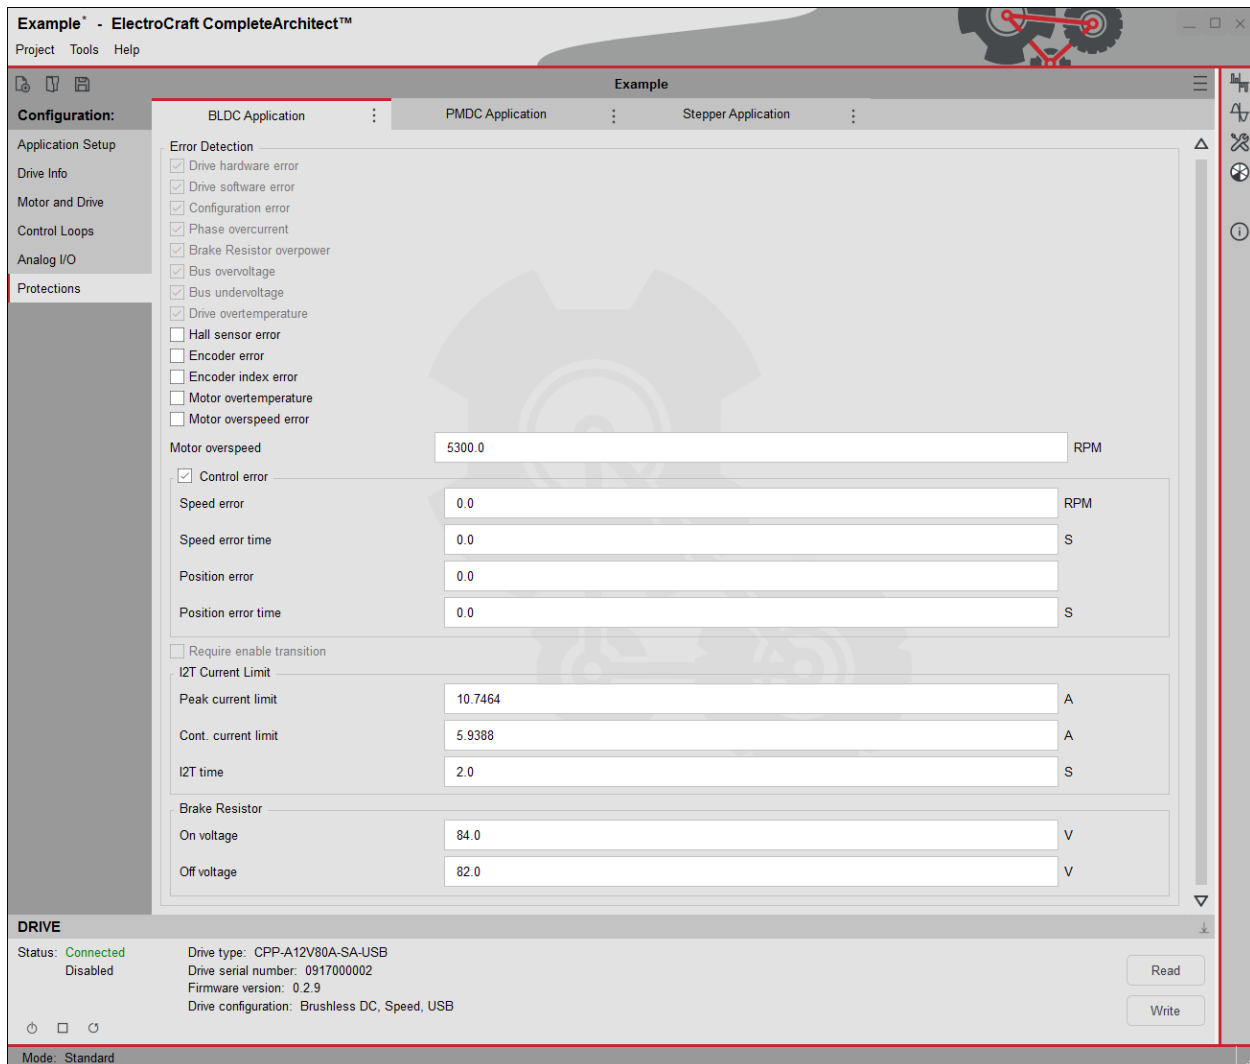 Example* - ElectroCraft CompleteArchitect™
Project Tools Help
Example
Configuration:
BLDC Application
PMDC Application
Stepper Application
Application Setup
Drive Info
Motor and Drive
Control Loops
Analog I/O
Protections
Error Detection
Drive hardware error
Drive software error
Configuration error
Phase overcurrent
Brake Resistor overpower
Bus overvoltage
Bus undervoltage
Drive overtemperature
Hall sensor error
Encoder error
Encoder index error
Motor overtemperature
Motor overspeed error
Motor overspeed 5300.0 RPM
Control error
Speed error 0.0 RPM
Speed error time 0.0 S
Position error 0.0
Position error time 0.0 S
Require enable transition
I2T Current Limit
Peak current limit 10.7464 A
Cont. current limit 5.9388 A
I2T time 2.0 S
Brake Resistor
On voltage 84.0 V
Off voltage 82.0 V
DRIVE
Status: Connected
Disabled
Drive type: CPP-A12V80A-SA-USB
Drive serial number: 0917000002
Firmware version: 0.2.9
Drive configuration: Brushless DC, Speed, USB
Read
Write
Mode: Standard